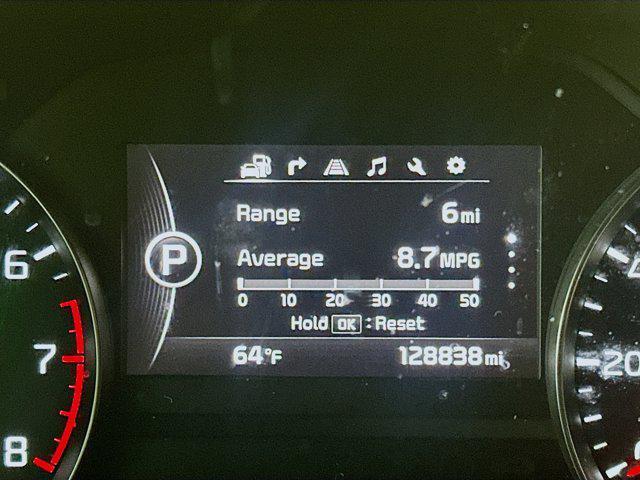 Range 6mi
Average 8.7MPG
0 10 20 30 40 50
Hold OK : Reset
64°F 128838mi
P
6
7
8
4
20